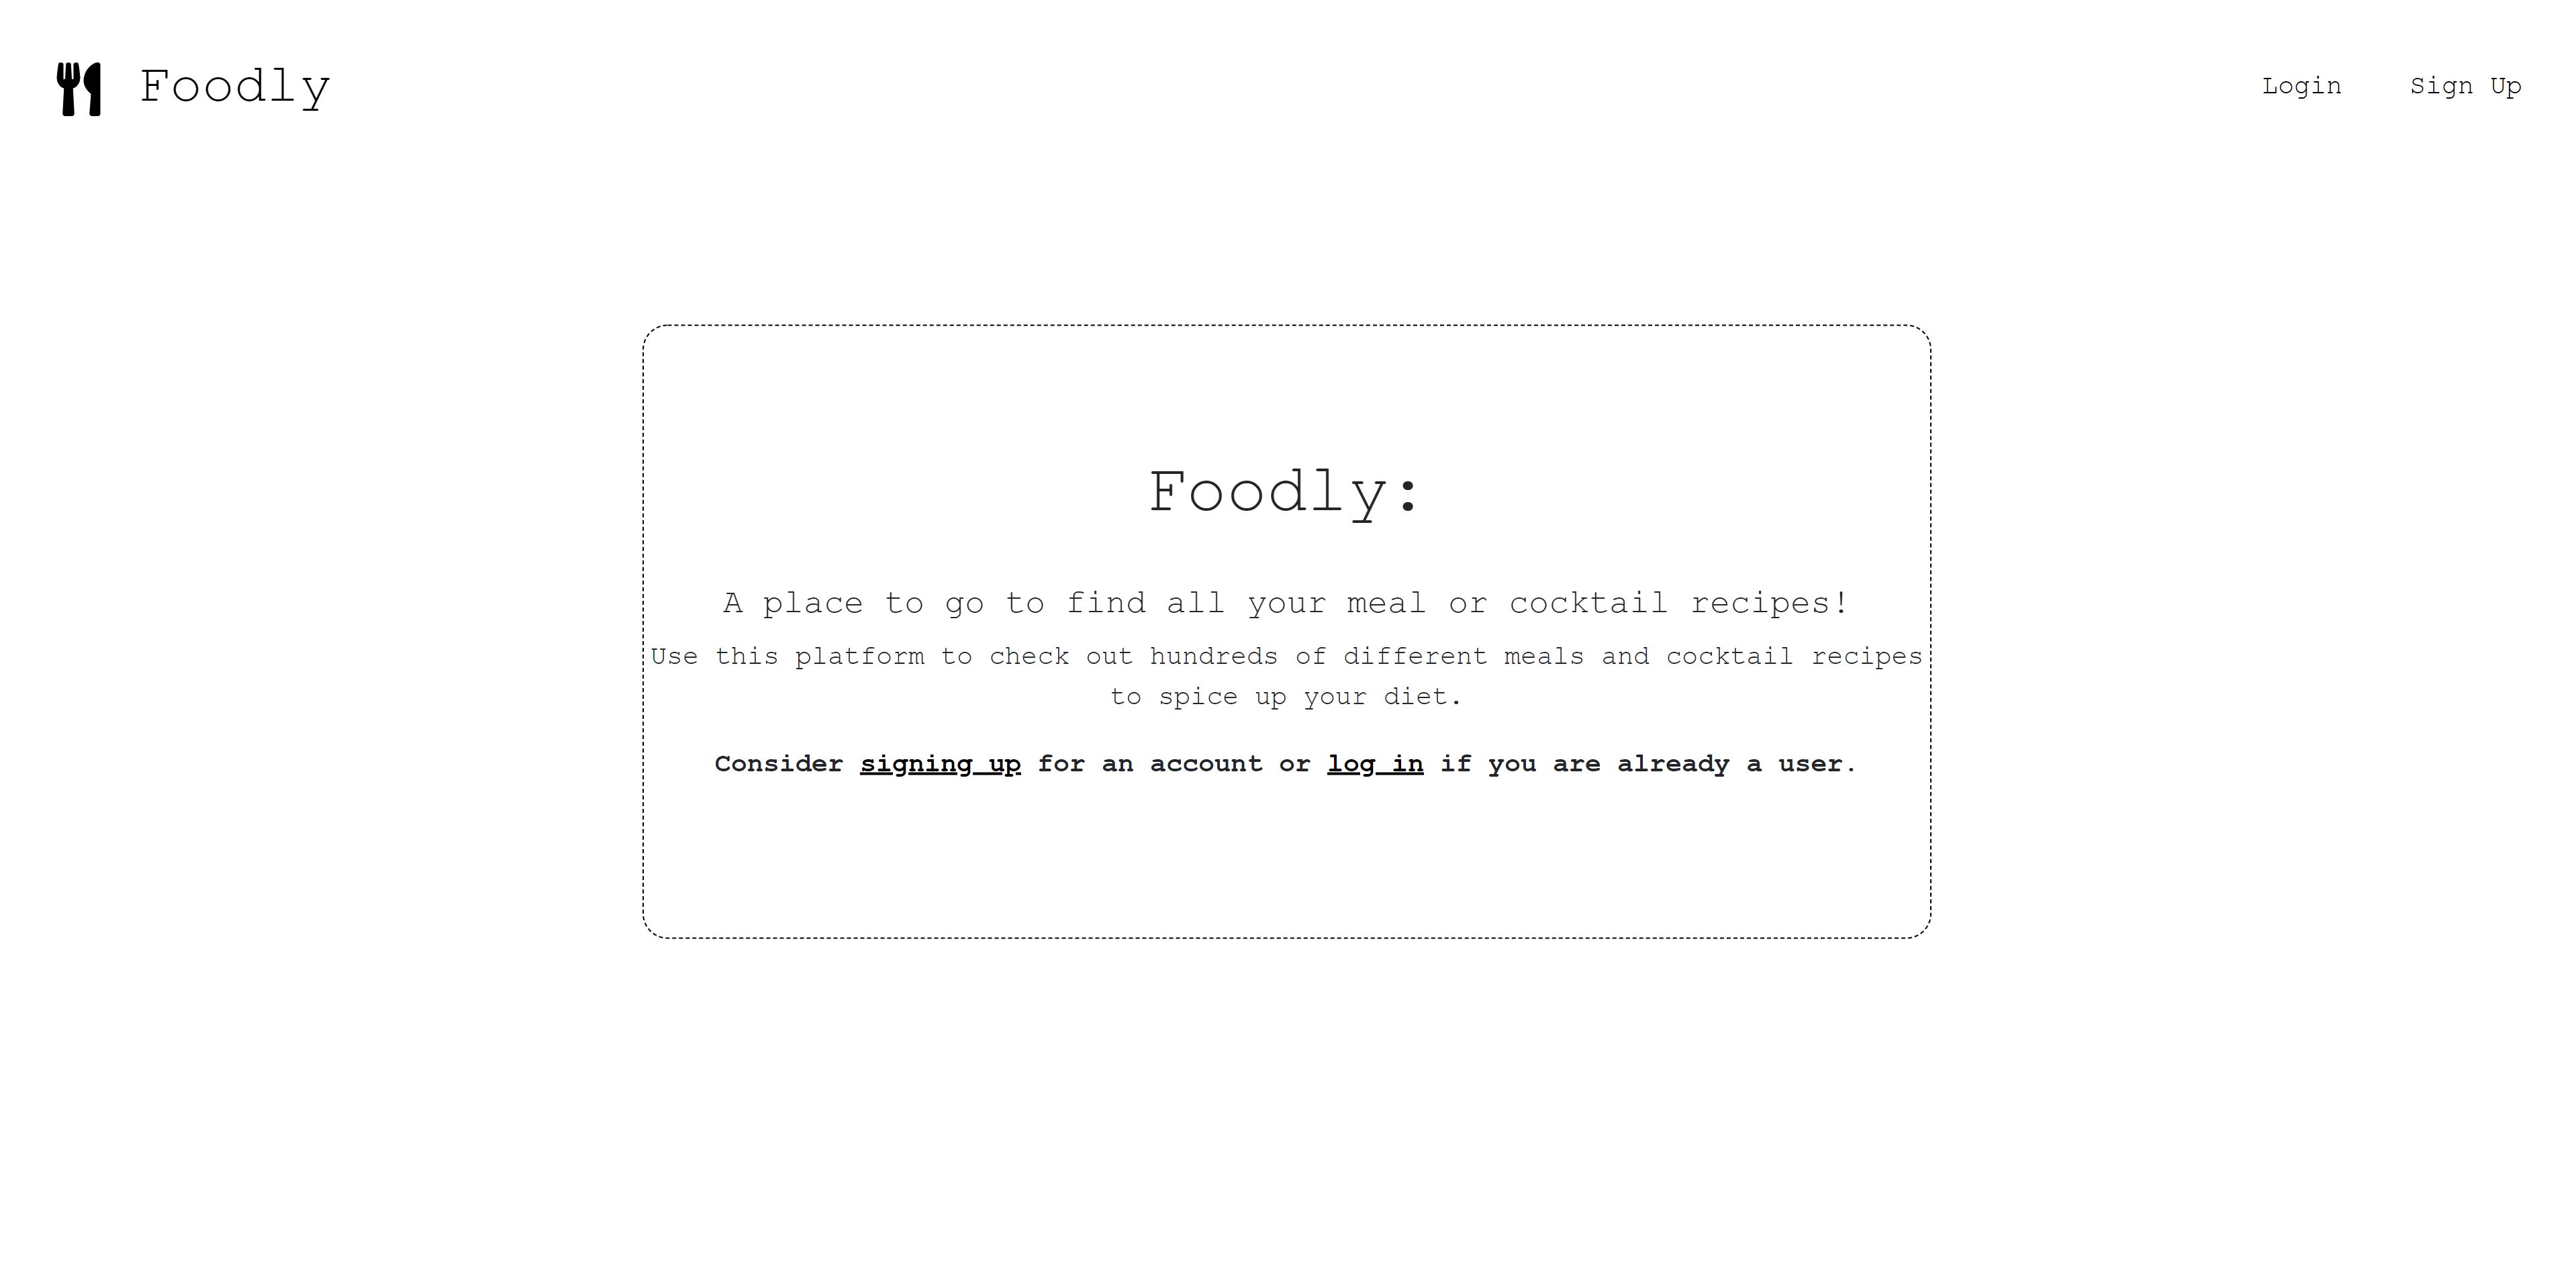 Foodly
Login
Sign Up
Foodly:
A place to go to find all your meal or cocktail recipes!
Use this platform to check out hundreds of different meals and cocktail recipes
to spice up your diet.
Consider signing up for an account or log in if you are already a user.